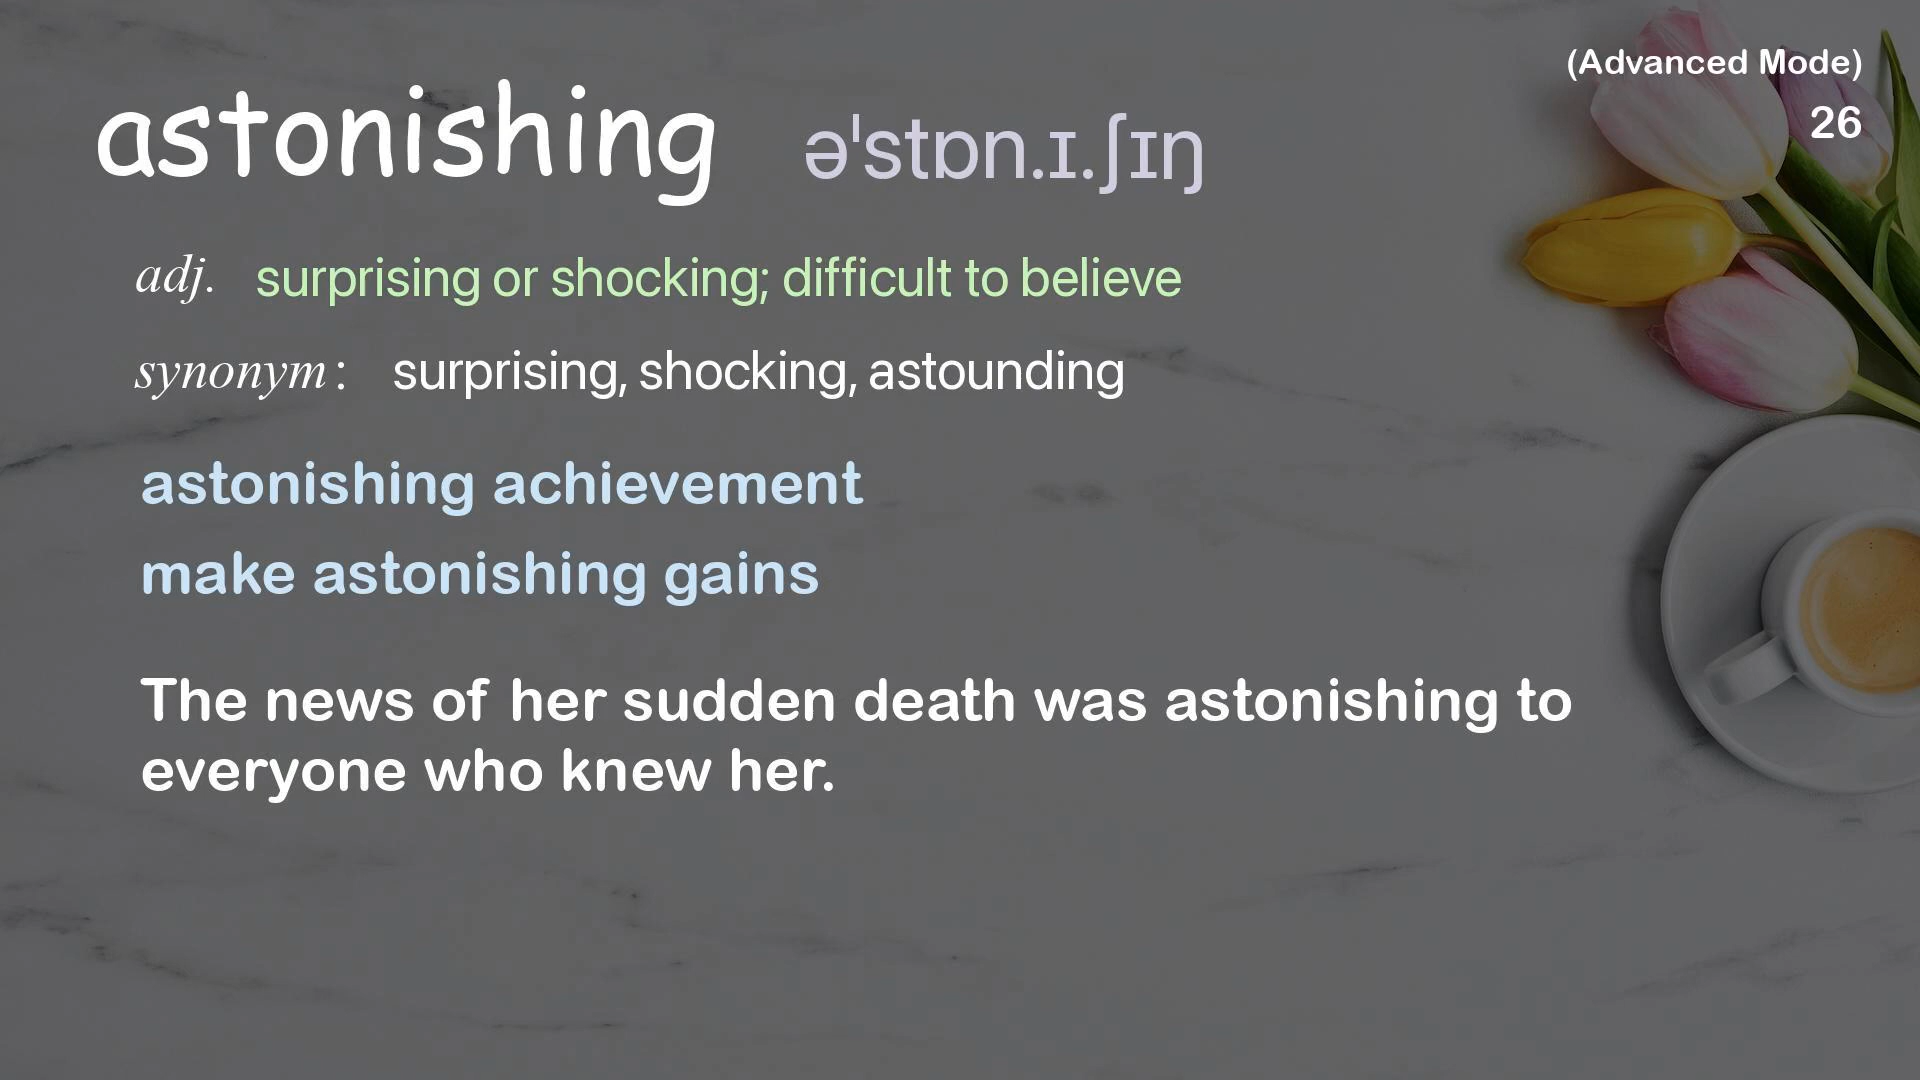 (Advanced Mode)
astonishing əˈstɒn.ɪ.ʃɪŋ
26
adj. surprising or shocking; difficult to believe
synonym: surprising, shocking, astounding
astonishing achievement
make astonishing gains
The news of her sudden death was astonishing to
everyone who knew her.